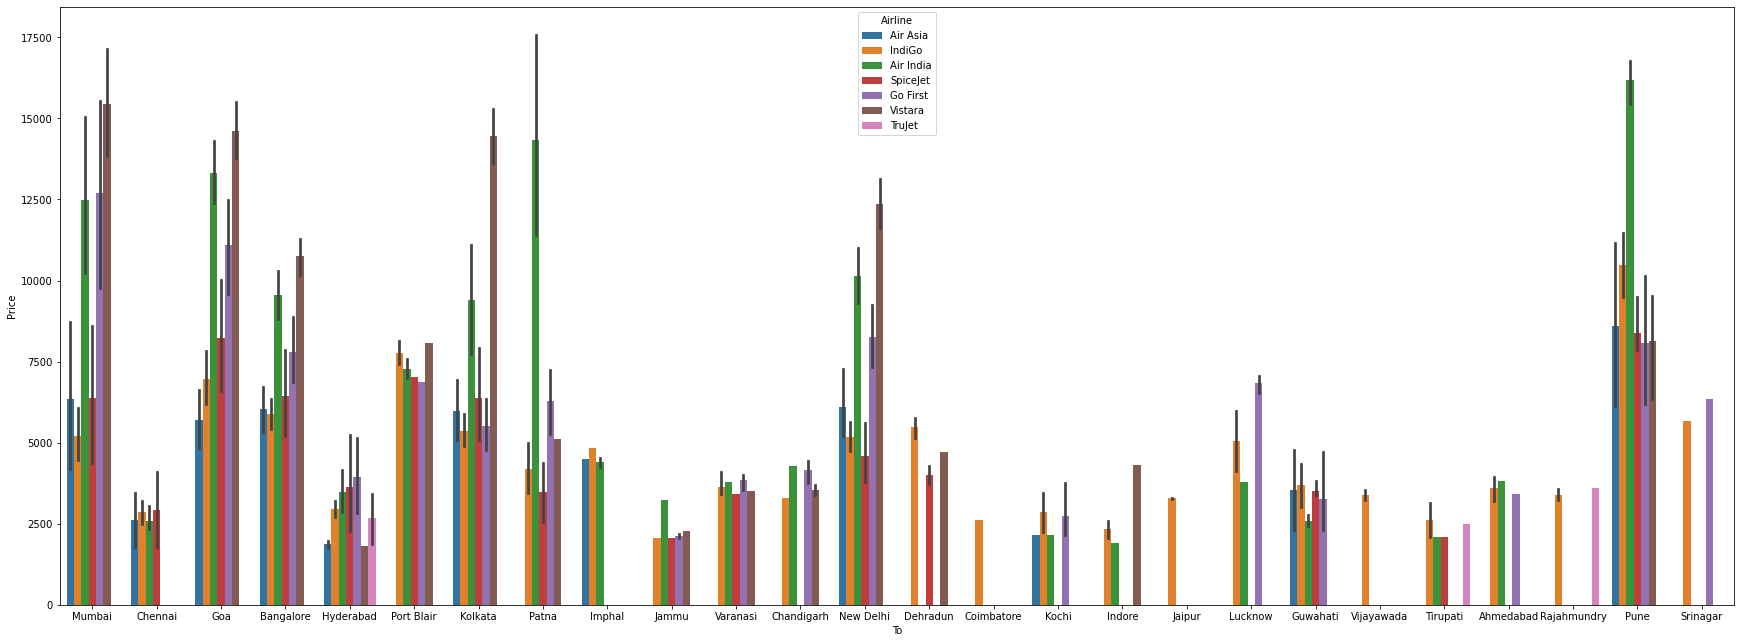 Airline
Air Asia
IndiGo
Air India
SpiceJet
Go First
Vistara
TruJet
Price
17500
15000
12500
10000
7500
5000
2500
0
Mumbai Chennai Goa Bangalore Hyderabad Port Blair Kolkata Patna Imphal Jammu Varanasi Chandigarh New Delhi Dehradun Coimbatore Kochi Indore Jaipur Lucknow Guwahati Vijayawada Tirupati Ahmedabad Rajahmundry Pune Srinagar
To